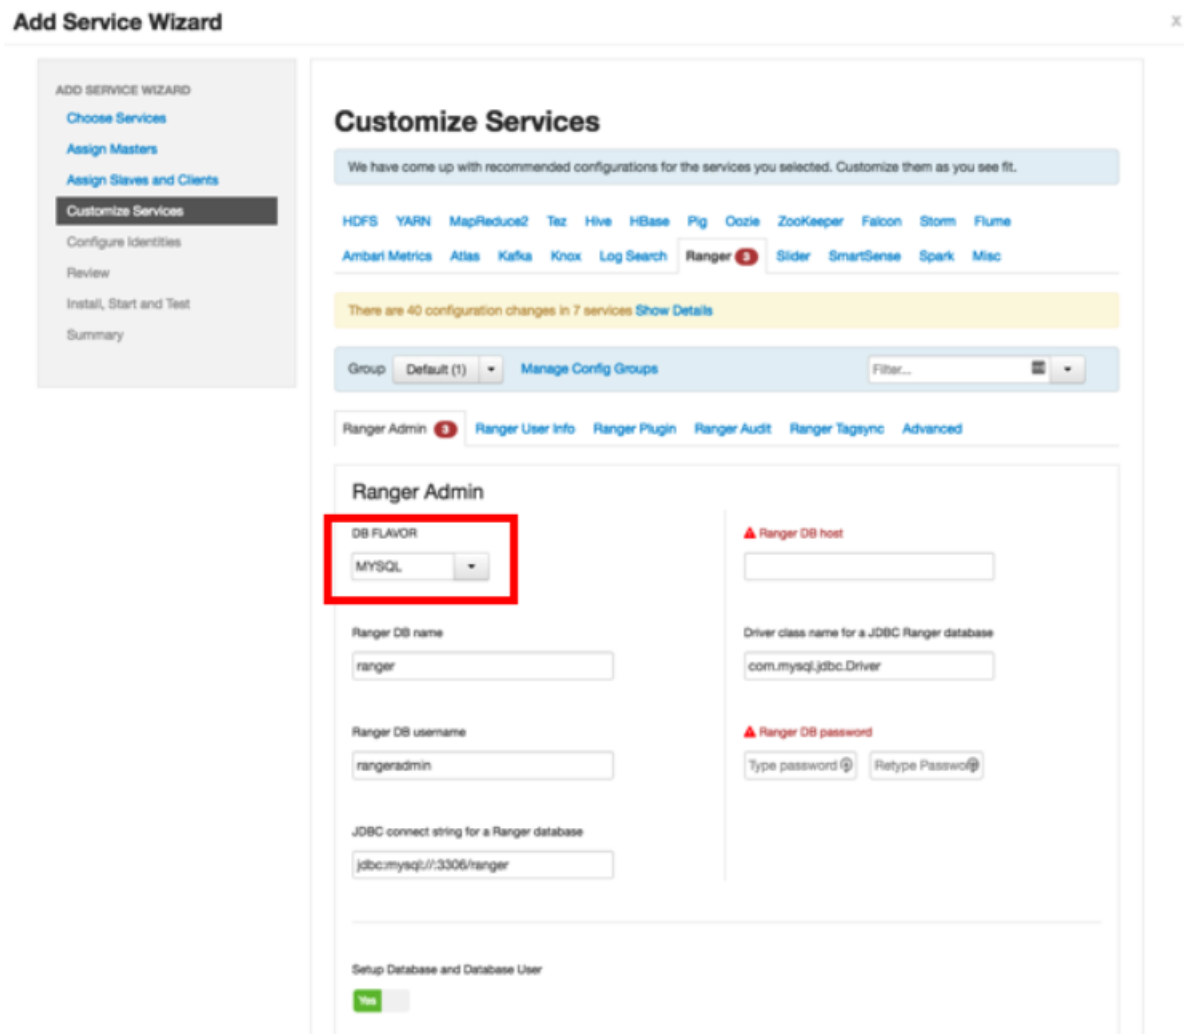 Add Service Wizard
x
ADD SERVICE WIZARD
Choose Services
Assign Masters
Assign Slaves and Clients
Customize Services
Configure Identities
Review
Install, Start and Test
Summary
Customize Services
We have come up with recommended configurations for the services you selected. Customize them as you see fit.
HDFS YARN MapReduce2 Tez Hive HBase Pig Oozie ZooKeeper Falcon Storm Flume
Ambari Metrics Atlas Kafka Knox Log Search Ranger 3 Slider SmartSense Spark Misc
There are 40 configuration changes in 7 services Show Details
Group Default (1) Manage Config Groups Filter...
Ranger Admin 3 Ranger User Info Ranger Plugin Ranger Audit Ranger Tagsync Advanced
Ranger Admin
DB FLAVOR
MYSQL
Ranger DB host
Ranger DB name
ranger
Driver class name for a JDBC Ranger database
com.mysql.jdbc.Driver
Ranger DB username
rangeradmin
Ranger DB password
Type password Retype Password
JDBC connect string for a Ranger database
jdbc:mysql://:3306/ranger
Setup Database and Database User
Yes